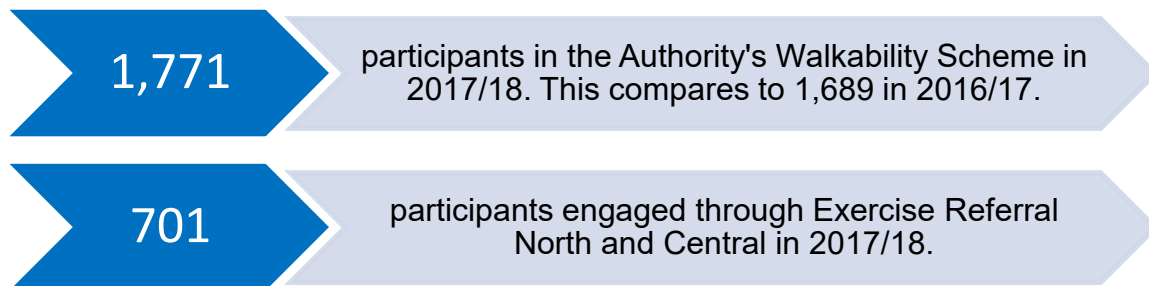 1,771
participants in the Authority's Walkability Scheme in
2017/18. This compares to 1,689 in 2016/17.
701
participants engaged through Exercise Referral
North and Central in 2017/18.